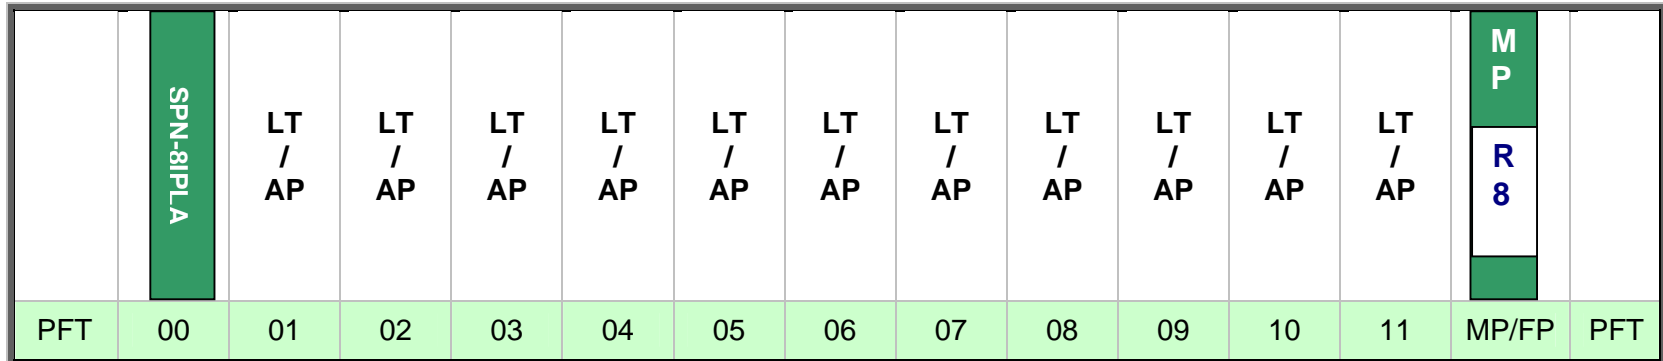 SPN-8IPLA
LT LT LT LT LT LT LT LT LT LT LT
/ / / / / / / / / / /
AP AP AP AP AP AP AP AP AP AP AP
M
P
R
8
PFT 00 01 02 03 04 05 06 07 08 09 10 11 MP/FP PFT